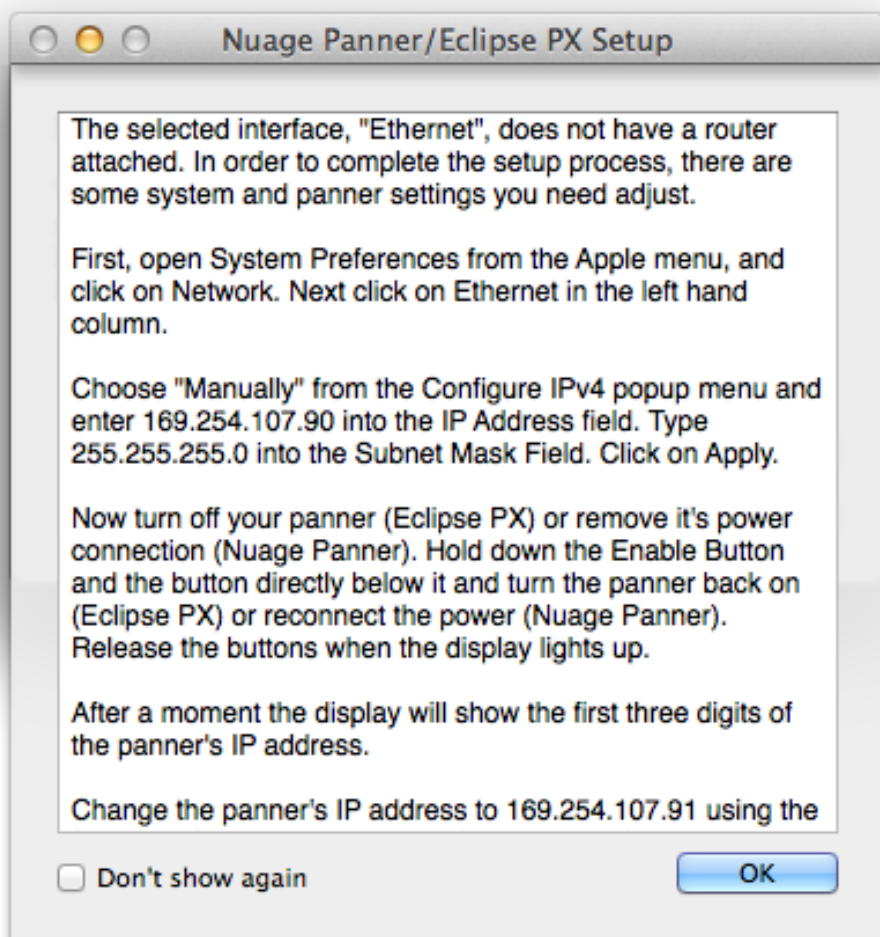 Nuage Panner/Eclipse PX Setup
The selected interface, "Ethernet", does not have a router
attached. In order to complete the setup process, there are
some system and panner settings you need adjust.
First, open System Preferences from the Apple menu, and
click on Network. Next click on Ethernet in the left hand
column.
Choose "Manually" from the Configure IPv4 popup menu and
enter 169.254.107.90 into the IP Address field. Type
255.255.255.0 into the Subnet Mask Field. Click on Apply.
Now turn off your panner (Eclipse PX) or remove it's power
connection (Nuage Panner). Hold down the Enable Button
and the button directly below it and turn the panner back on
(Eclipse PX) or reconnect the power (Nuage Panner).
Release the buttons when the display lights up.
After a moment the display will show the first three digits of
the panner's IP address.
Change the panner's IP address to 169.254.107.91 using the
Don't show again
OK